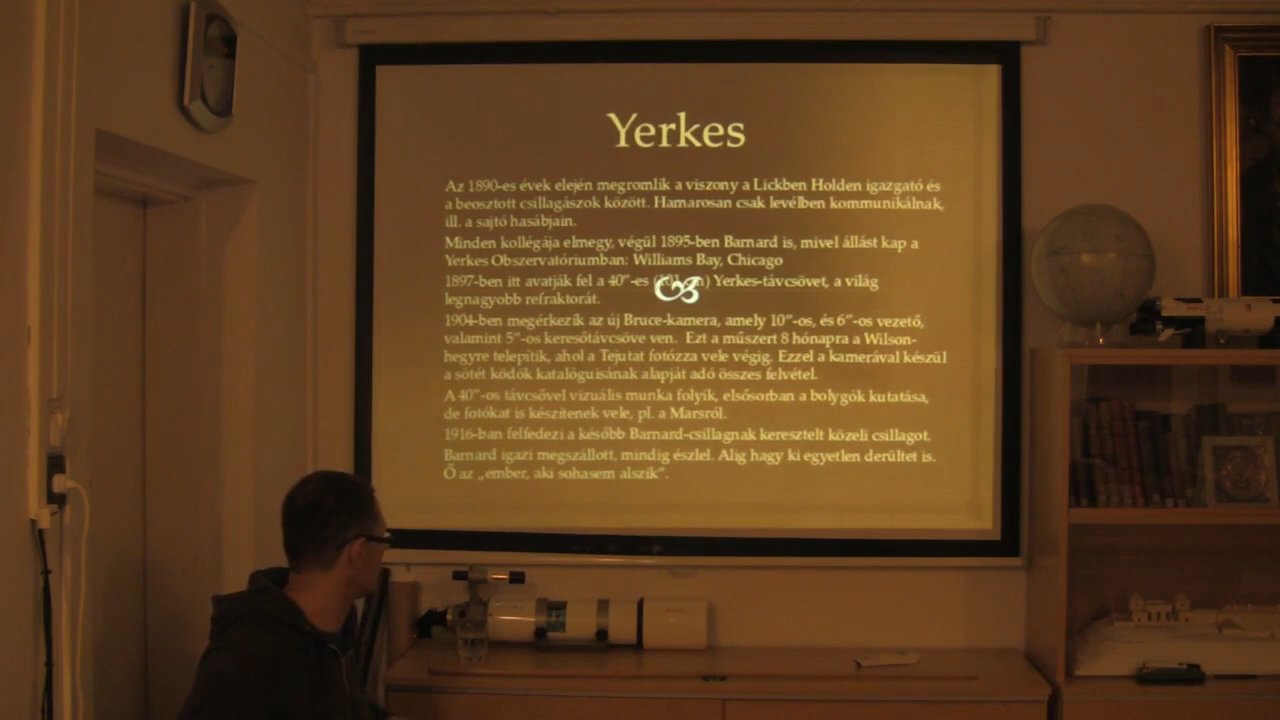 Yerkes
Az 1890-es évek elején megromlik a viszony a Lickben Holden igazgató és
a beosztott csillagászok között. Hamarosan csak levélben kommunikálnak,
ill. a sajtó hasábjain.
Minden kollégája elmegy, végül 1895-ben Barnard is, mivel állást kap a
Yerkes Obszervatóriumban: Williams Bay, Chicago
1897-ben itt avatják fel a 40”-es Yerkes-távcsövet, a világ
legnagyobb refraktorát.
1904-ben megérkezik az új Bruce-kamera, amely 10”-os, és 6”-os vezető,
valamint 5”-os keresőtávcsöve ven. Ezt a műszert 8 hónapra a Wilson-
hegyre telepítik, ahol a Tejutat fotózza vele végig. Ezzel a kamerával készül
a sötét ködök katalógusának alapját adó összes felvétel.
A 40”-os távcsővel vizuális munka folyik, elsősorban a bolygók kutatása,
de fotókat is készítenek vele, pl. a Marsról.
1916-ban felfedezi a később Barnard-csillagnak keresztelt közeli csillagot.
Barnard igazi megszállott, mindig észlel. Alig hagy ki egyetlen derültet is.
Ő az „ember, aki sohasem alszik”.